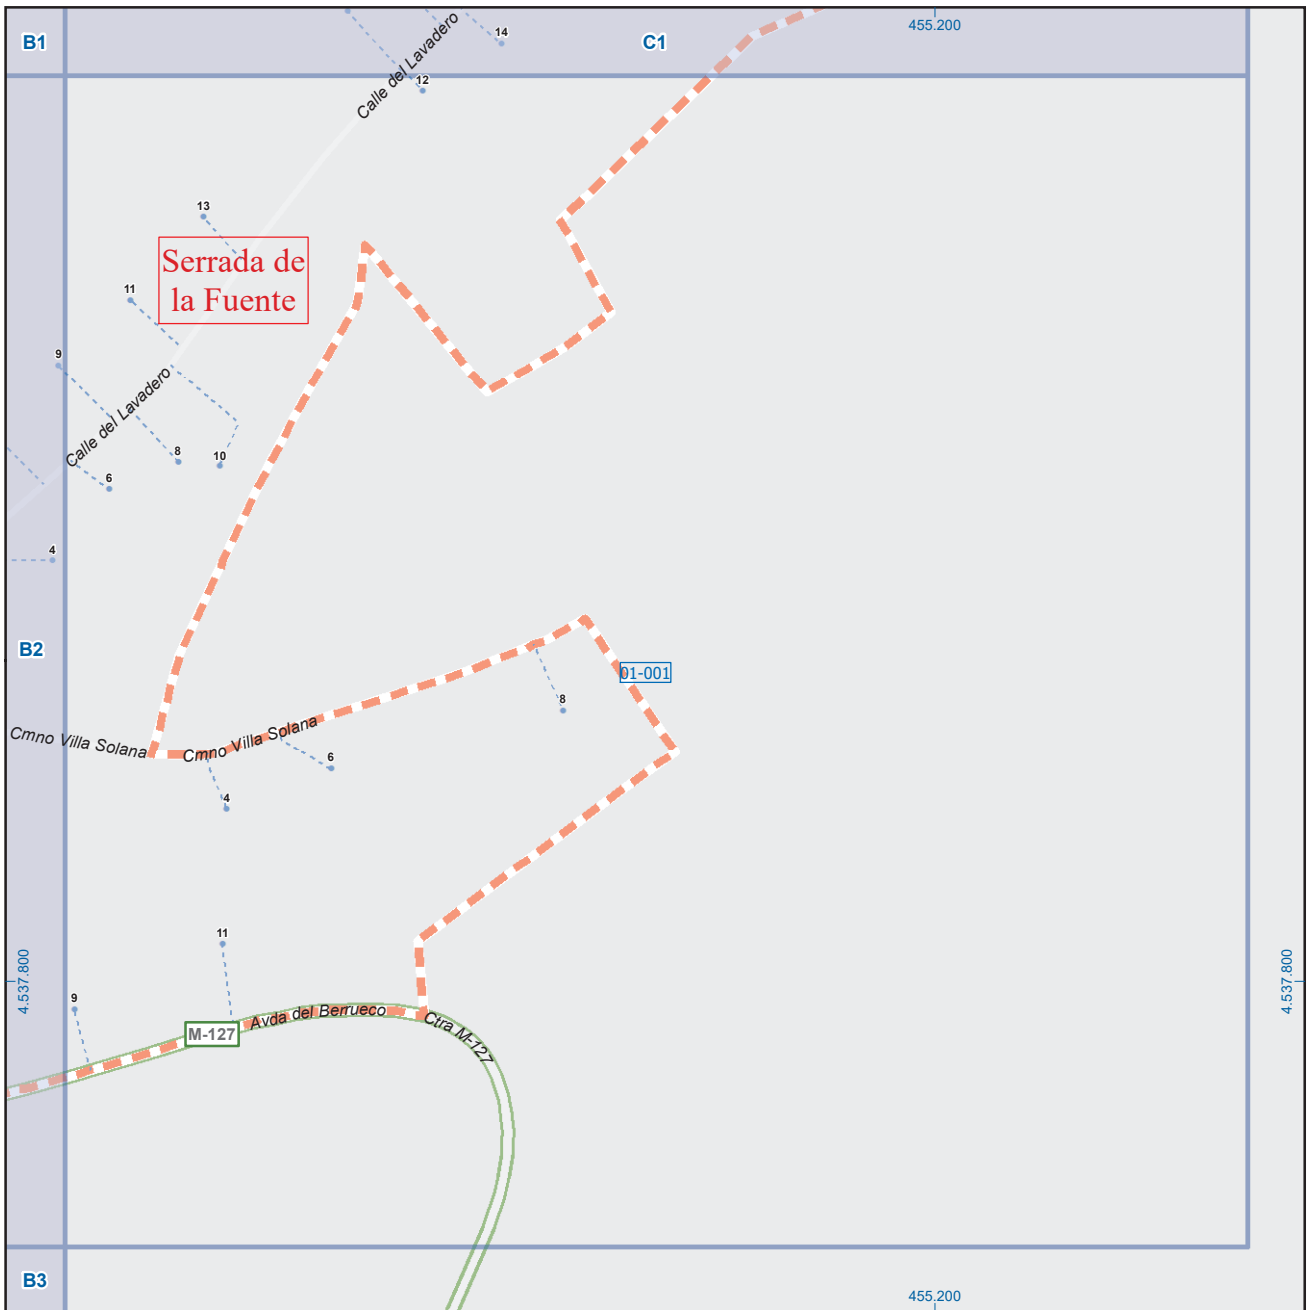 B1
C1
455.200
14
Calle del Lavadero
12
13
Serrada de
la Fuente
11
9
Calle del Lavadero
8
10
6
4
B2
01-001
8
Cmno Villa Solana
Cmno Villa Solana
6
4
11
4.537.800
4.537.800
9
Avda del Berrueco
Ctra M-127
M-127
B3
455.200